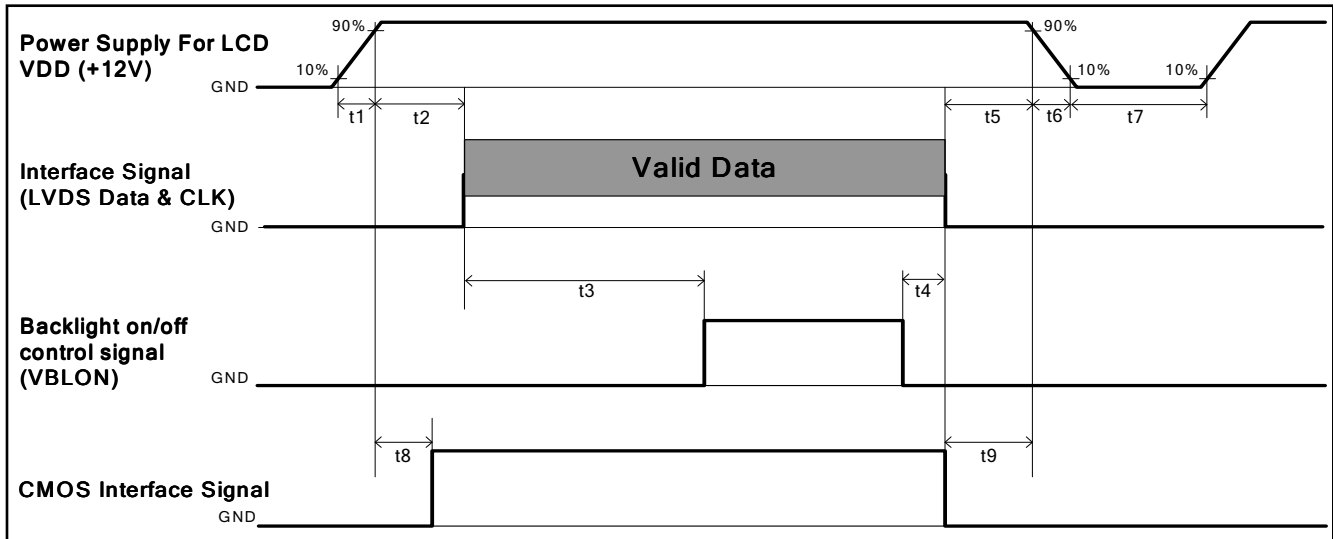 90%
90%
Power Supply For LCD
VDD (+12V)
10%
10%
10%
GND
t1
t2
t5
t6
t7
Valid Data
Interface Signal
(LVDS Data & CLK)
GND
t3
t4
Backlight on/off
control signal
(VBLON)
GND
t8
t9
CMOS Interface Signal
GND